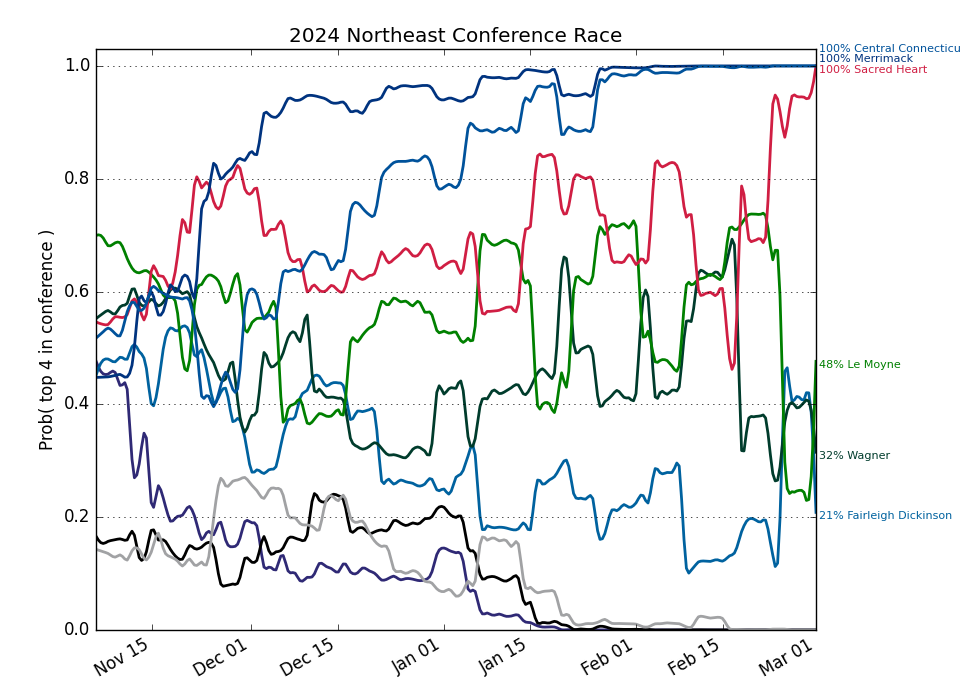 2024 Northeast Conference Race
100% Central Connecticu
100% Merrimack
100% Sacred Heart
48% Le Moyne
32% Wagner
21% Fairleigh Dickinson
Prob( top 4 in conference )
1.0
0.8
0.6
0.4
0.2
0.0
Nov 15
Dec 01
Dec 15
Jan 01
Jan 15
Feb 01
Feb 15
Mar 01